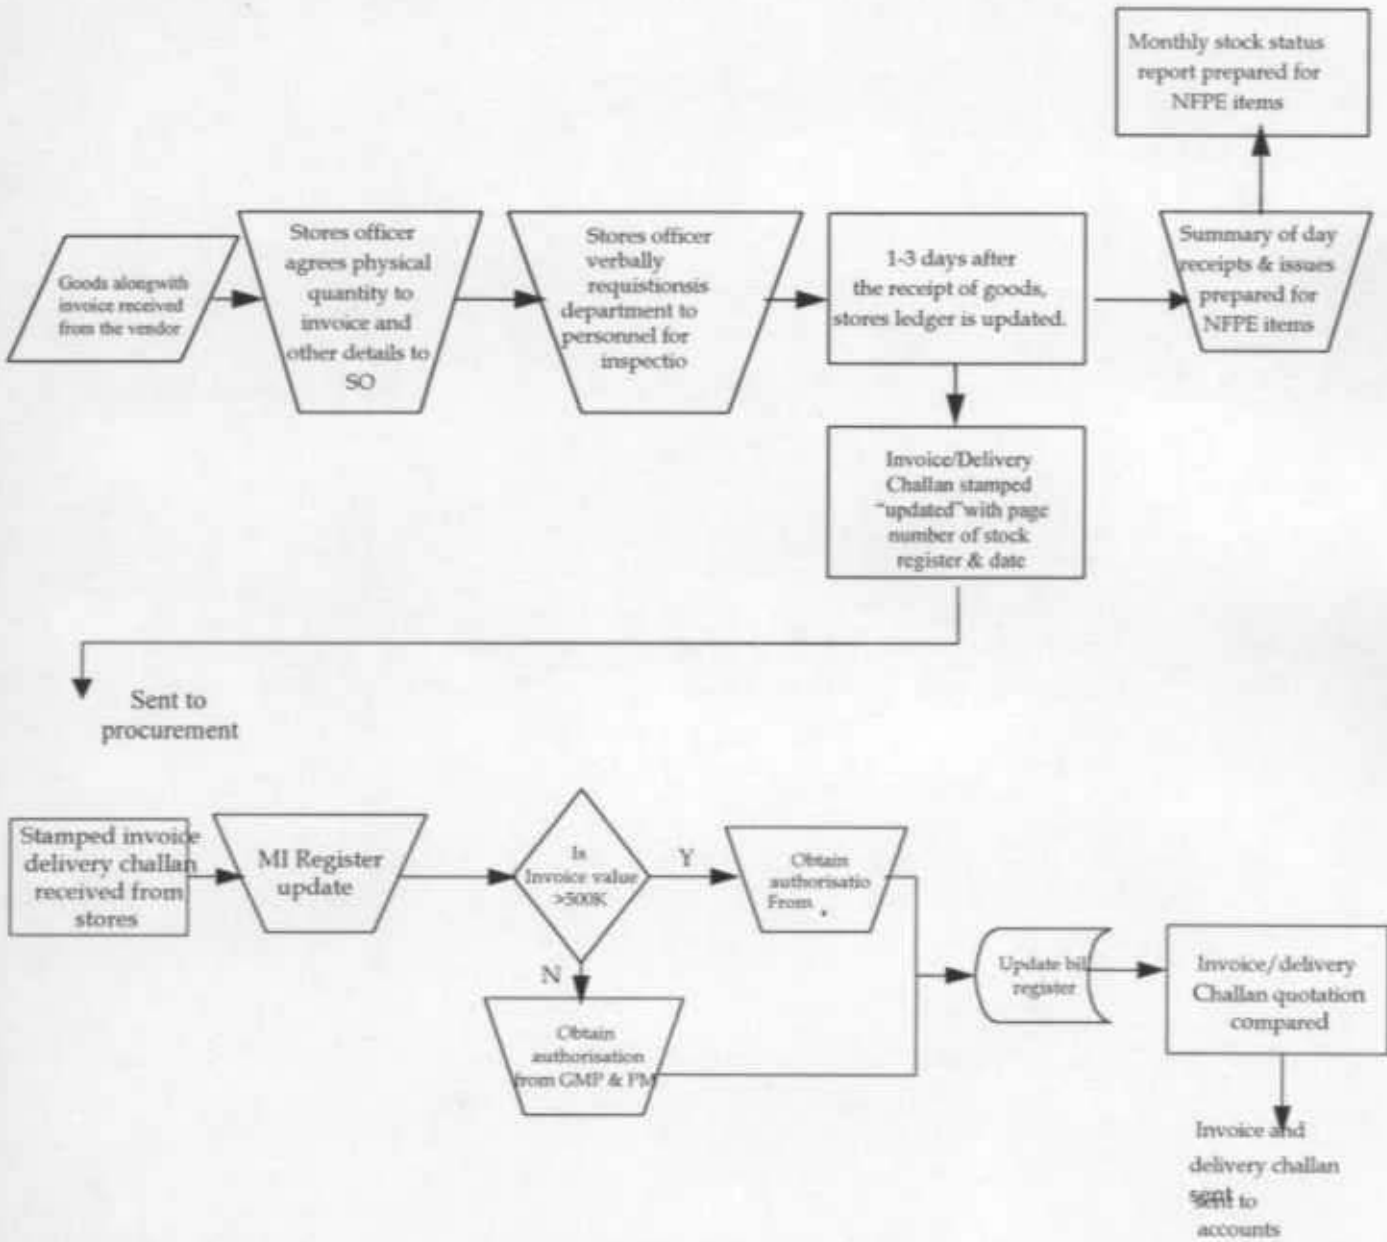 Monthly stock status
report prepared for
NFPE items
Goods alongwith
invoice received
from the vendor
Stores officer
agrees physical
quantity to
invoice and
other details to
SO
Stores officer
verbally
requistionsis
department to
personnel for
inspectio
1-3 days after
the receipt of goods,
stores ledger is updated.
Summary of day
receipts & issues
prepared for
NFPE items
Invoice/Delivery
Challan stamped
“updated”with page
number of stock
register & date
Sent to
procurement
Stamped invoice
delivery challan
received from
stores
MI Register
update
Is
Invoice value
>500K
Y
N
Obtain
authorisatio
From
Obtain
authorisation
from GMP & FM
Update bil
register
Invoice/delivery
Challan quotation
compared
Invoice and
delivery challan
sent
sent to
accounts